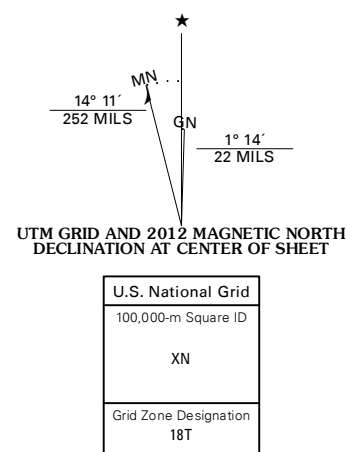 ★
MN
14° 11´
252 MILS
GN
1° 14´
22 MILS
UTM GRID AND 2012 MAGNETIC NORTH
DECLINATION AT CENTER OF SHEET
U.S. National Grid
100,000-m Square ID
XN
Grid Zone Designation
18T